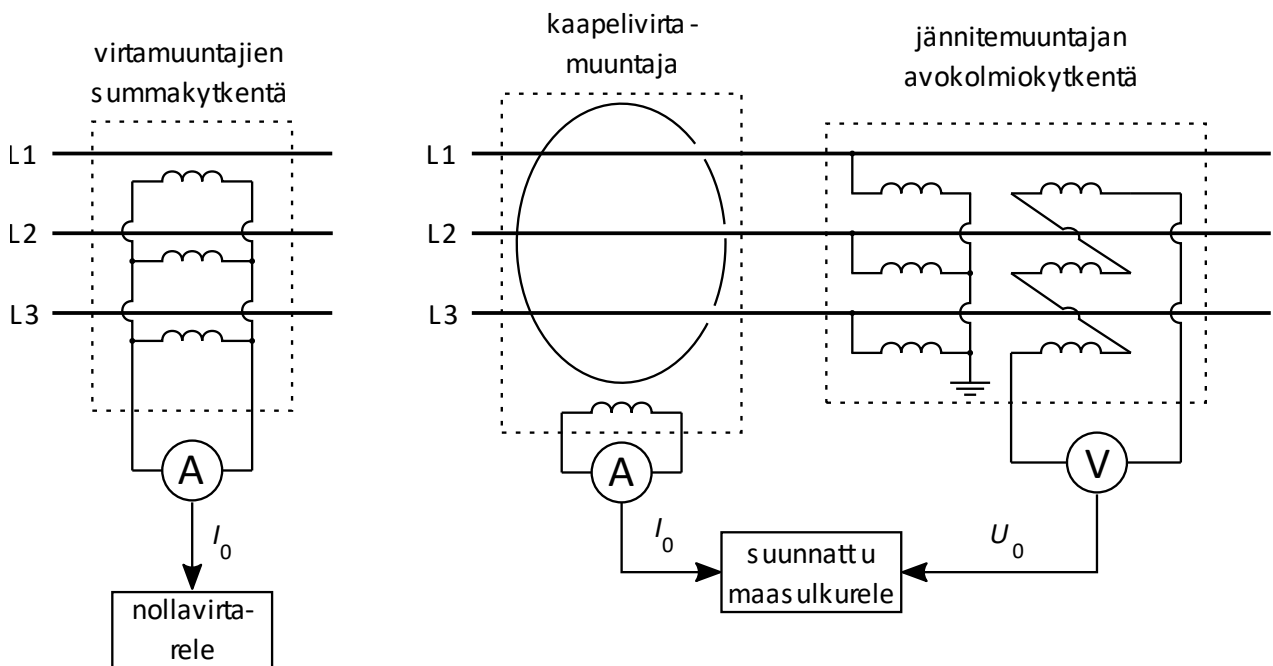 virtamuuntajien
summakytkentä
L1
L2
L3
A
I0
nollavirta-
rele
kaapelivirta-
muuntaja
jännitemuuntajan
avokolmiokytkentä
L1
L2
L3
A
V
I0
U0
suunnattu
maasulkurele